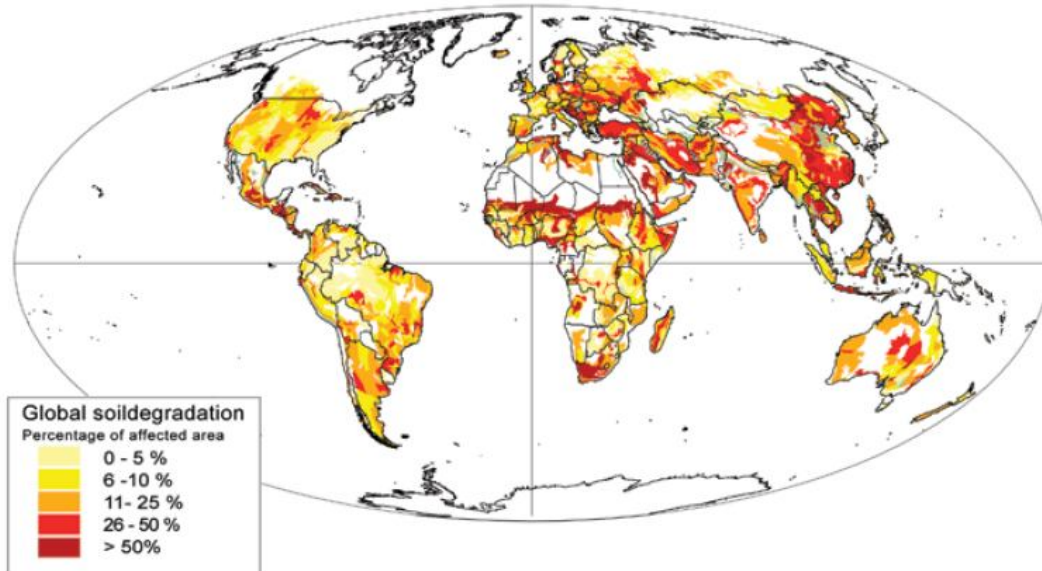 Global soildegradation
Percentage of affected area
0 - 5 %
6 -10 %
11- 25 %
26 - 50 %
> 50%